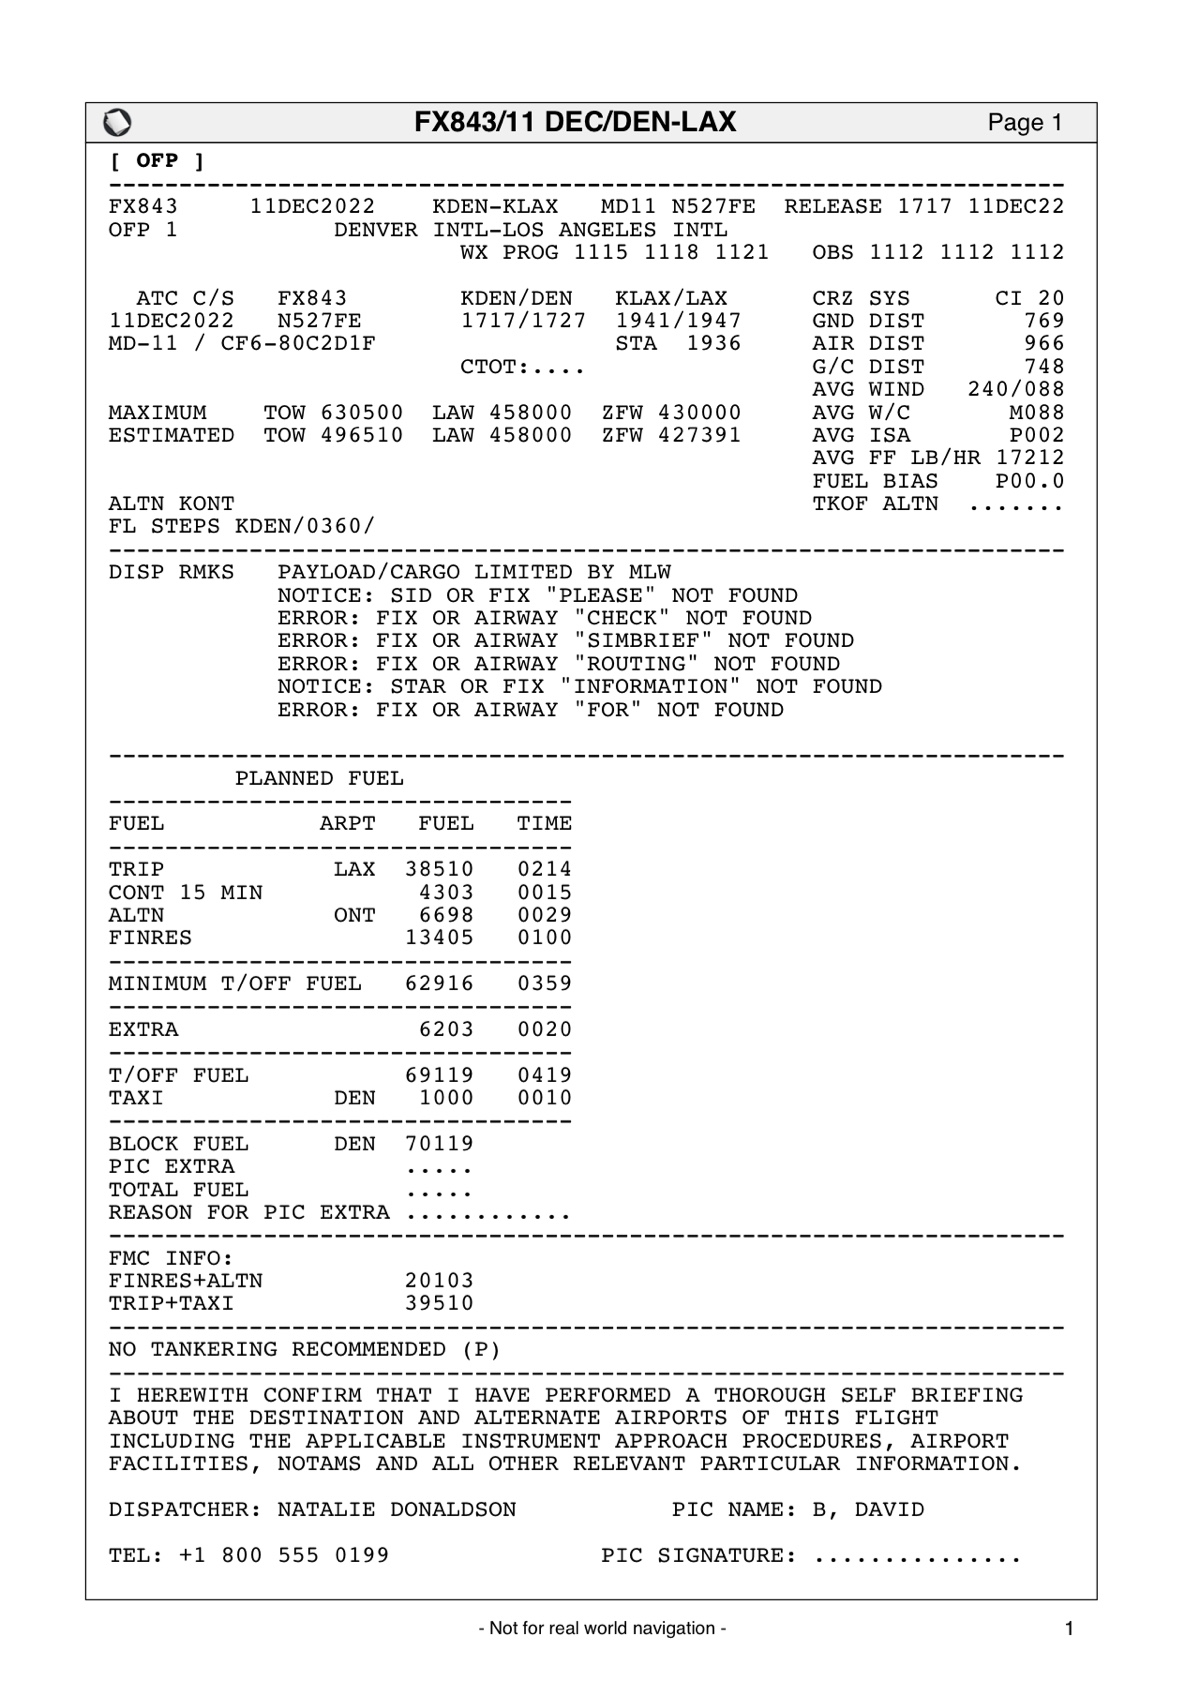 FX843/11 DEC/DEN-LAX Page 1
[ OFP ]
--------------------------------------------------------------------
FX843     11DEC2022    KDEN-KLAX   MD11 N527FE  RELEASE 1717 11DEC22
OFP 1           DENVER INTL-LOS ANGELES INTL
                         WX PROG 1115 1118 1121   OBS 1112 1112 1112
  ATC C/S   FX843        KDEN/DEN   KLAX/LAX      CRZ SYS      CI 20
11DEC2022   N527FE       1717/1727  1941/1947     GND DIST       769
MD-11 / CF6-80C2D1F                 STA  1936     AIR DIST       966
                         CTOT:....                G/C DIST       748
                                                  AVG WIND   240/088
MAXIMUM    TOW 630500  LAW 458000  ZFW 430000     AVG W/C       M088
ESTIMATED  TOW 496510  LAW 458000  ZFW 427391     AVG ISA       P002
                                                  AVG FF LB/HR 17212
                                                  FUEL BIAS    P00.0
ALTN KONT                                         TKOF ALTN  .......
FL STEPS KDEN/0360/
--------------------------------------------------------------------
DISP RMKS   PAYLOAD/CARGO LIMITED BY MLW
            NOTICE: SID OR FIX "PLEASE" NOT FOUND
            ERROR: FIX OR AIRWAY "CHECK" NOT FOUND
            ERROR: FIX OR AIRWAY "SIMBRIEF" NOT FOUND
            ERROR: FIX OR AIRWAY "ROUTING" NOT FOUND
            NOTICE: STAR OR FIX "INFORMATION" NOT FOUND
            ERROR: FIX OR AIRWAY "FOR" NOT FOUND
--------------------------------------------------------------------
         PLANNED FUEL
---------------------------------
FUEL           ARPT   FUEL   TIME
---------------------------------
TRIP            LAX  38510   0214
CONT 15 MIN           4303   0015
ALTN            ONT   6698   0029
FINRES               13405   0100
---------------------------------
MINIMUM T/OFF FUEL   62916   0359
---------------------------------
EXTRA                 6203   0020
---------------------------------
T/OFF FUEL           69119   0419
TAXI            DEN   1000   0010
---------------------------------
BLOCK FUEL      DEN  70119
PIC EXTRA            .....
TOTAL FUEL           .....
REASON FOR PIC EXTRA ............
--------------------------------------------------------------------
FMC INFO:
FINRES+ALTN          20103
TRIP+TAXI            39510
--------------------------------------------------------------------
NO TANKERING RECOMMENDED (P)
--------------------------------------------------------------------
I HEREWITH CONFIRM THAT I HAVE PERFORMED A THOROUGH SELF BRIEFING
ABOUT THE DESTINATION AND ALTERNATE AIRPORTS OF THIS FLIGHT
INCLUDING THE APPLICABLE INSTRUMENT APPROACH PROCEDURES, AIRPORT
FACILITIES, NOTAMS AND ALL OTHER RELEVANT PARTICULAR INFORMATION.
DISPATCHER: NATALIE DONALDSON           PIC NAME: B, DAVID
TEL: +1 800 555 0199               PIC SIGNATURE: ...............
- Not for real world navigation - 1